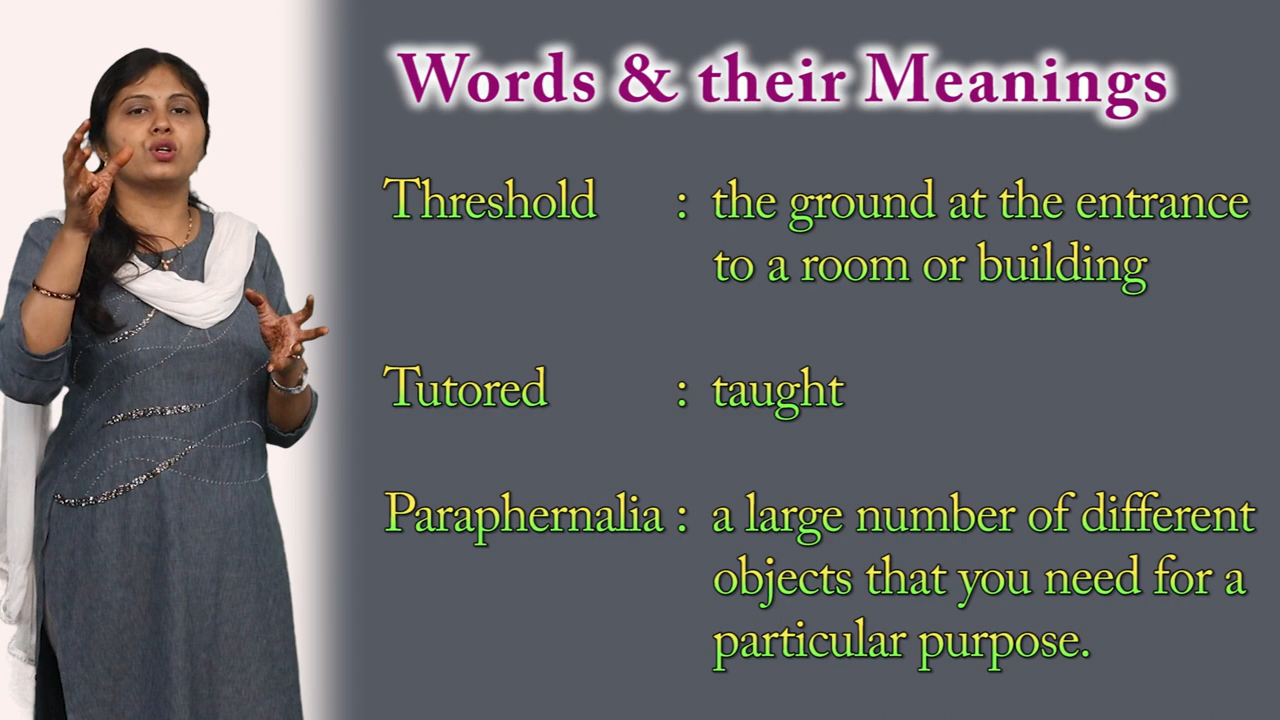 Words & their Meanings
Threshold : the ground at the entrance
to a room or building
Tutored : taught
Paraphernalia : a large number of different
objects that you need for a
particular purpose.